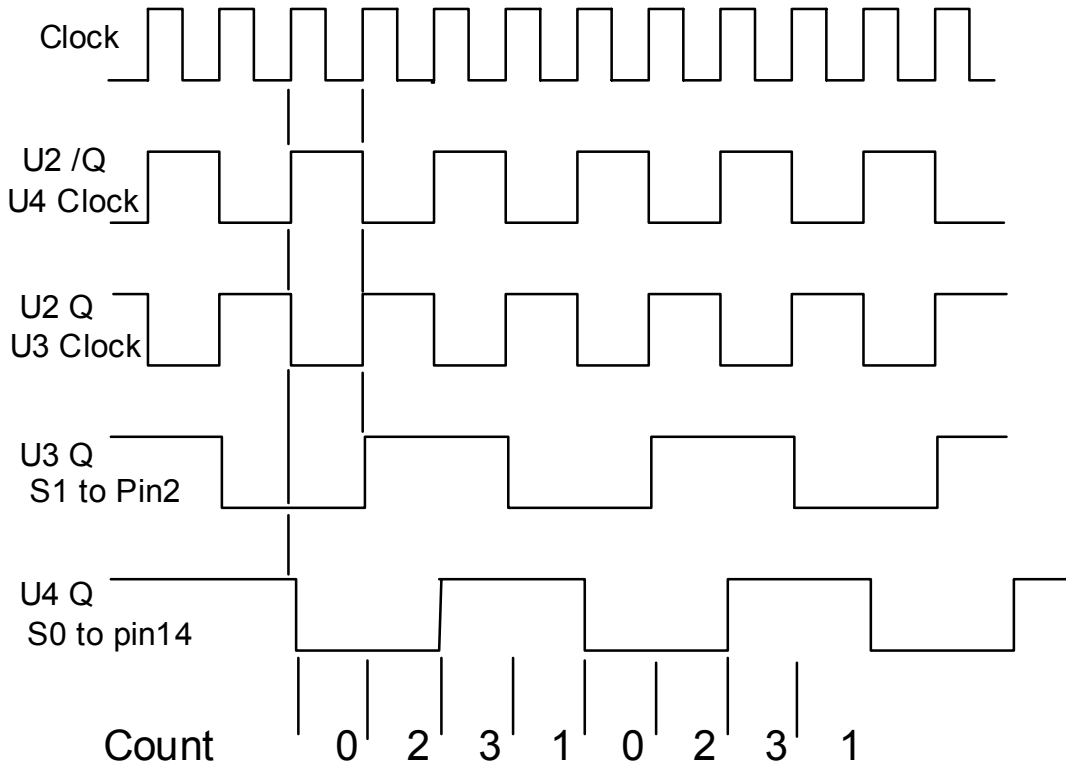 Clock
U2 /Q
U4 Clock
U2 Q
U3 Clock
U3 Q
S1 to Pin2
U4 Q
S0 to pin14
Count 0 2 3 1 0 2 3 1